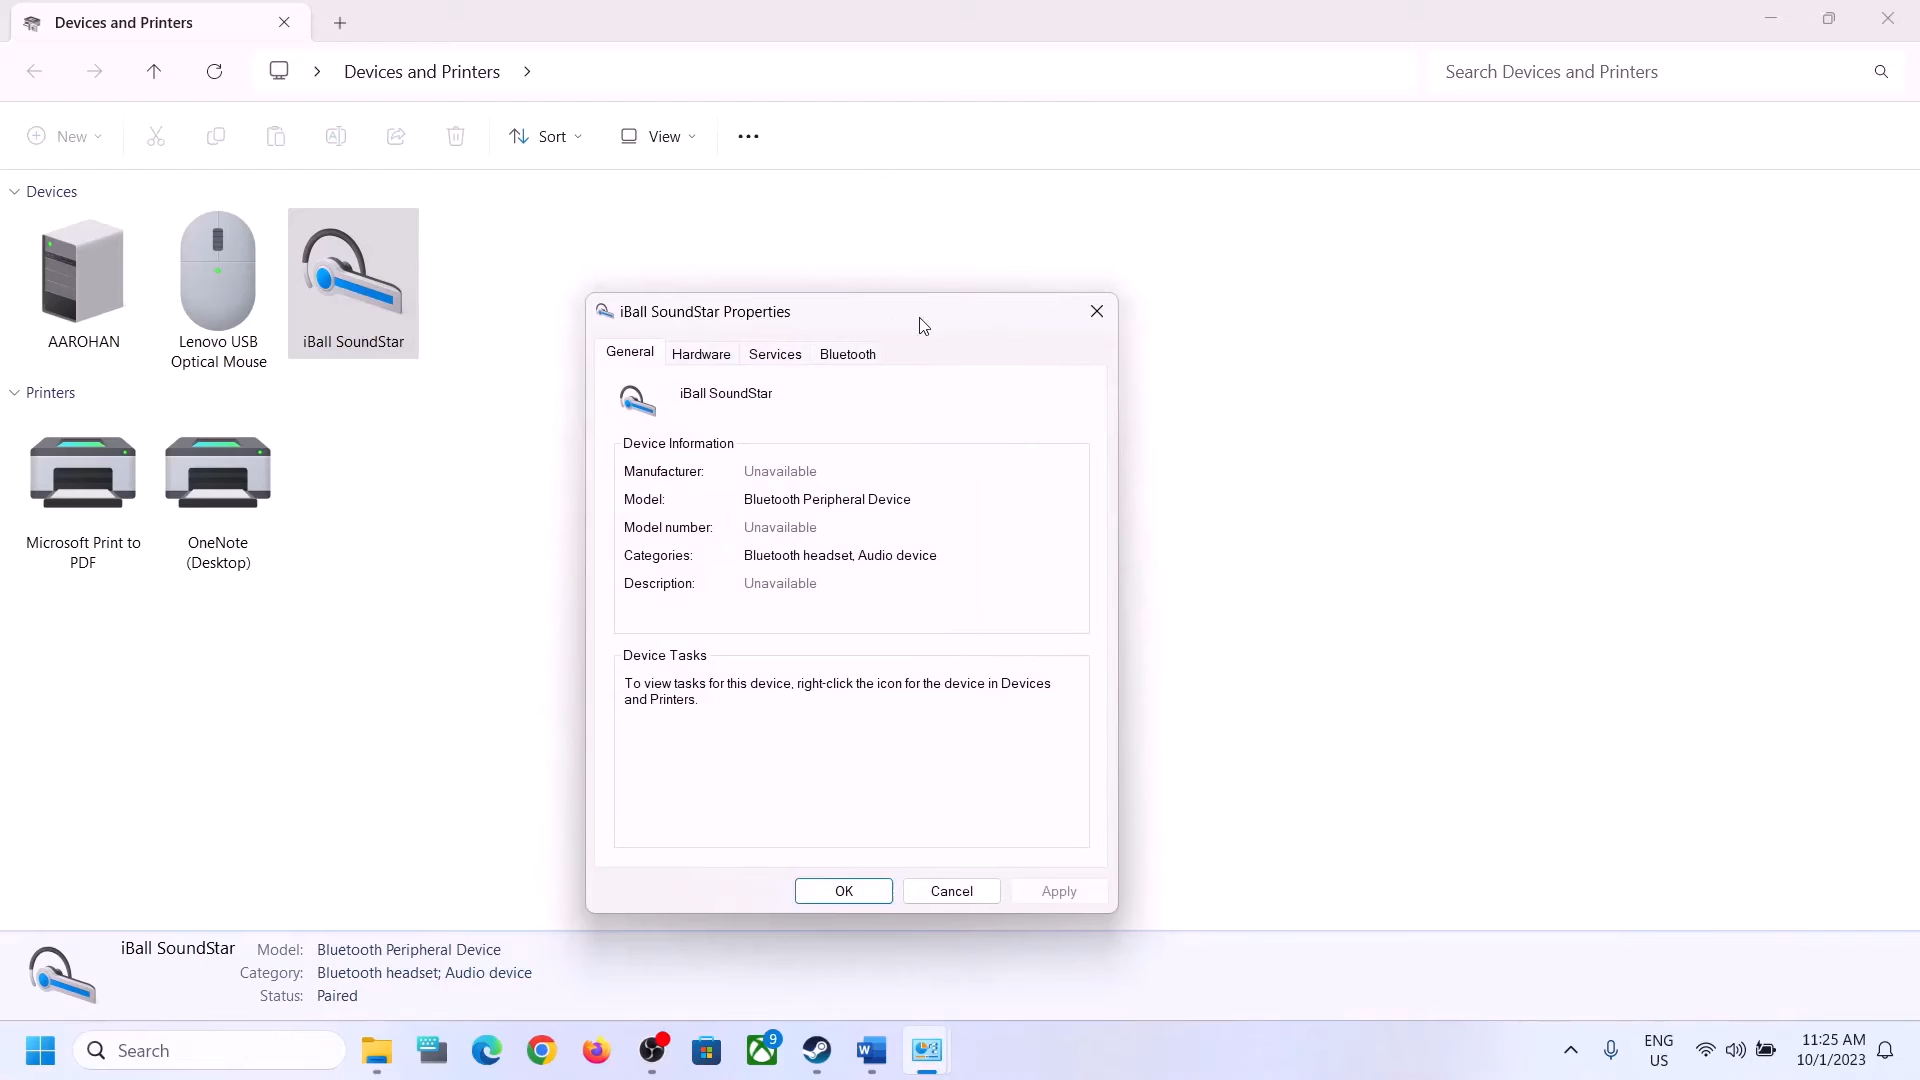 Devices and Printers
Devices and Printers
Search Devices and Printers
New
Sort
View
Devices
AAROHAN
Lenovo USB
Optical Mouse
iBall SoundStar
Printers
Microsoft Print to
PDF
OneNote
(Desktop)
iBall SoundStar Properties
General
Hardware
Services
Bluetooth
iBall SoundStar
Device Information
Manufacturer: Unavailable
Model: Bluetooth Peripheral Device
Model number: Unavailable
Categories: Bluetooth headset, Audio device
Description: Unavailable
Device Tasks
To view tasks for this device, right-click the icon for the device in Devices
and Printers.
OK
Cancel
Apply
iBall SoundStar
Model: Bluetooth Peripheral Device
Category: Bluetooth headset; Audio device
Status: Paired
Search
9
ENG
US
11:25 AM
10/1/2023